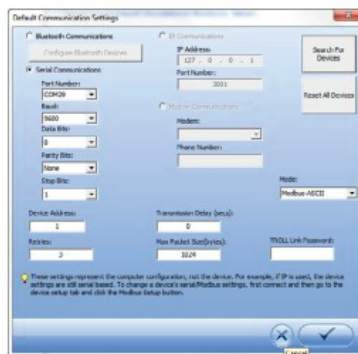 Default Communication Settings
Bluetooth Communications
Configure Bluetooth Devices
Serial Communications
Port Number:
COM28
Baud:
9600
Data Bits:
8
Parity Bits:
None
Stop Bits:
1
IP Communications
IP Address:
127 . 0 . 0 . 1
Port Number:
Modem Communications
Modem:
Phone Number:
Search For
Devices
Reset All Devices
Mode:
Modbus-ASCII
Device Address:
1
Transmission Delay (secs):
0
Retries:
3
Max Packet Size(bytes):
1024
TROLL Link Password:
These settings represent the computer configuration, not the device. For example, if IP is used, the device
settings are still serial based. To change a device's serial/Modbus settings, first connect and then go to the
device setup tab and click the Modbus Setup button.
Cancel